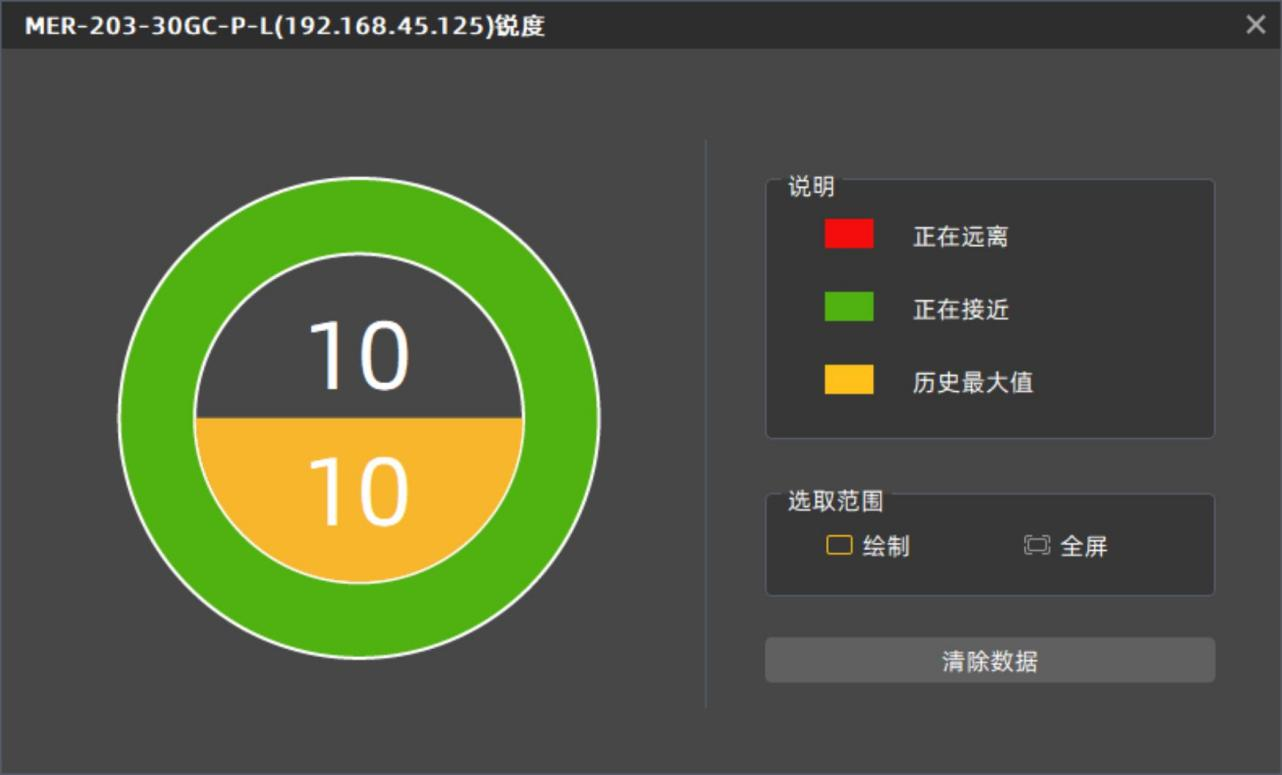 MER-203-30GC-P-L(192.168.45.125)锐度
10
10
说明
正在远离
正在接近
历史最大值
选取范围
绘制 全屏
清除数据